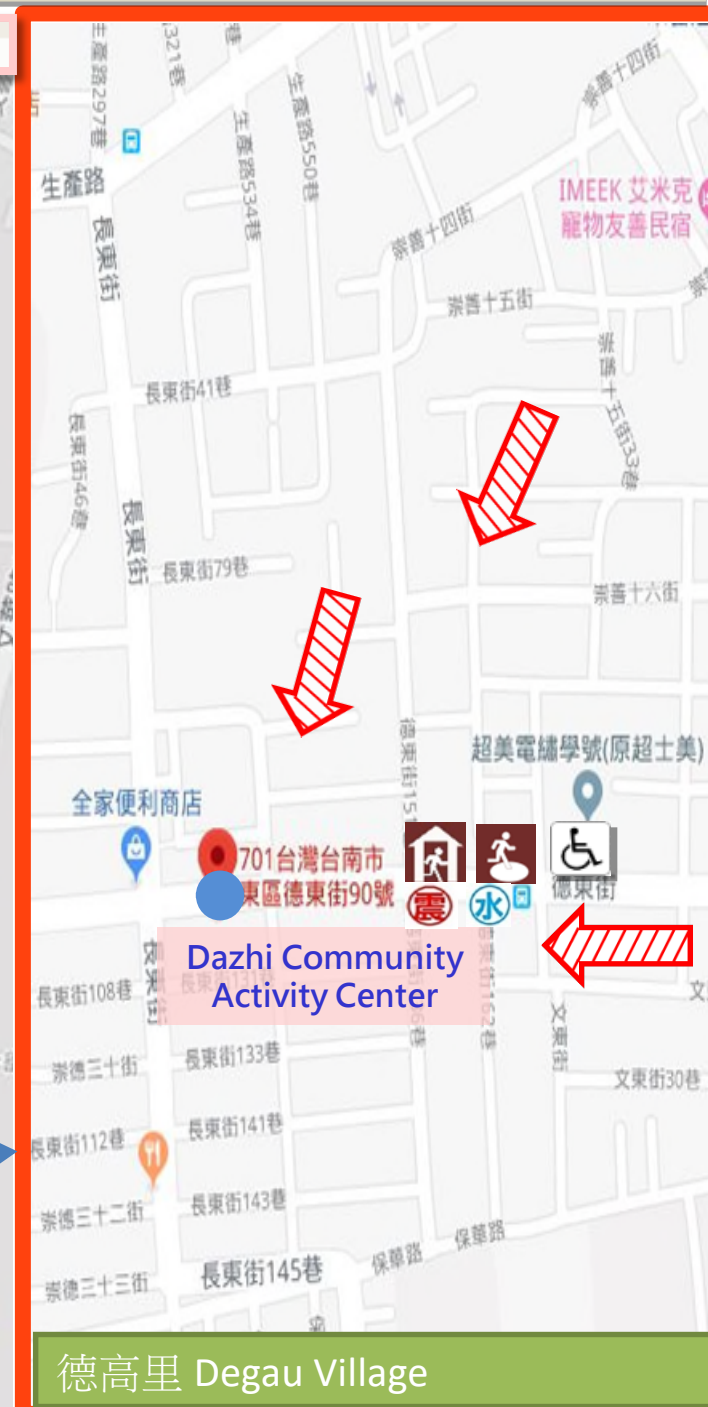 生產路297巷
321巷
巷
生產路550巷
生產路534巷
崇善十四街
生產路
IMEEK 艾米克
寵物友善民宿
長東街
崇善十四街
崇善十五街
崇善十五街33巷
長東街41巷
長東街46巷
長東街
長東街79巷
崇善十六街
德東街151
超美電繡學號(原超士美)
全家便利商店
701台灣台南市
東區德東街90號
震
水
德東街
Dazhi Community
Activity Center
長東街
長東街108巷
文東街
崇德三十街
長東街133巷
文東街30巷
長東街112巷
長東街141巷
崇德三十二街
長東街143巷
保華路
保華路
長東街145巷
崇德三十三街
德高里 Degau Village